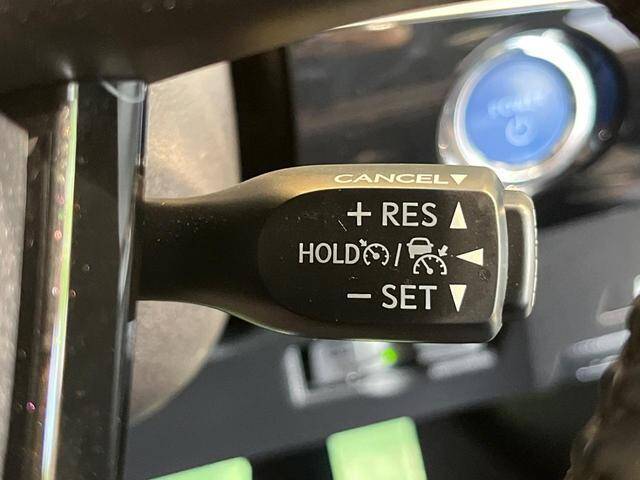 CANCEL▼
+ RES ▲
HOLD / ◀
− SET ▼